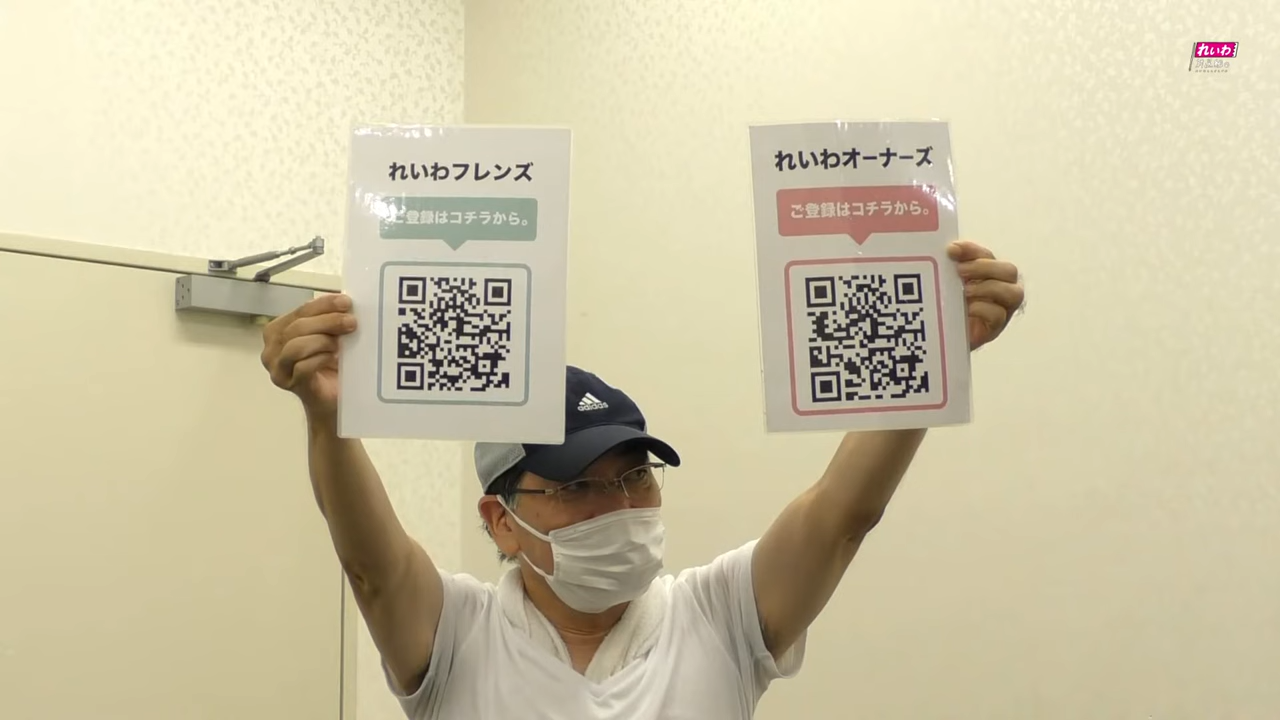 れいわ
れいわフレンズ
ご登録はコチラから。
れいわオーナーズ
ご登録はコチラから。
adidas